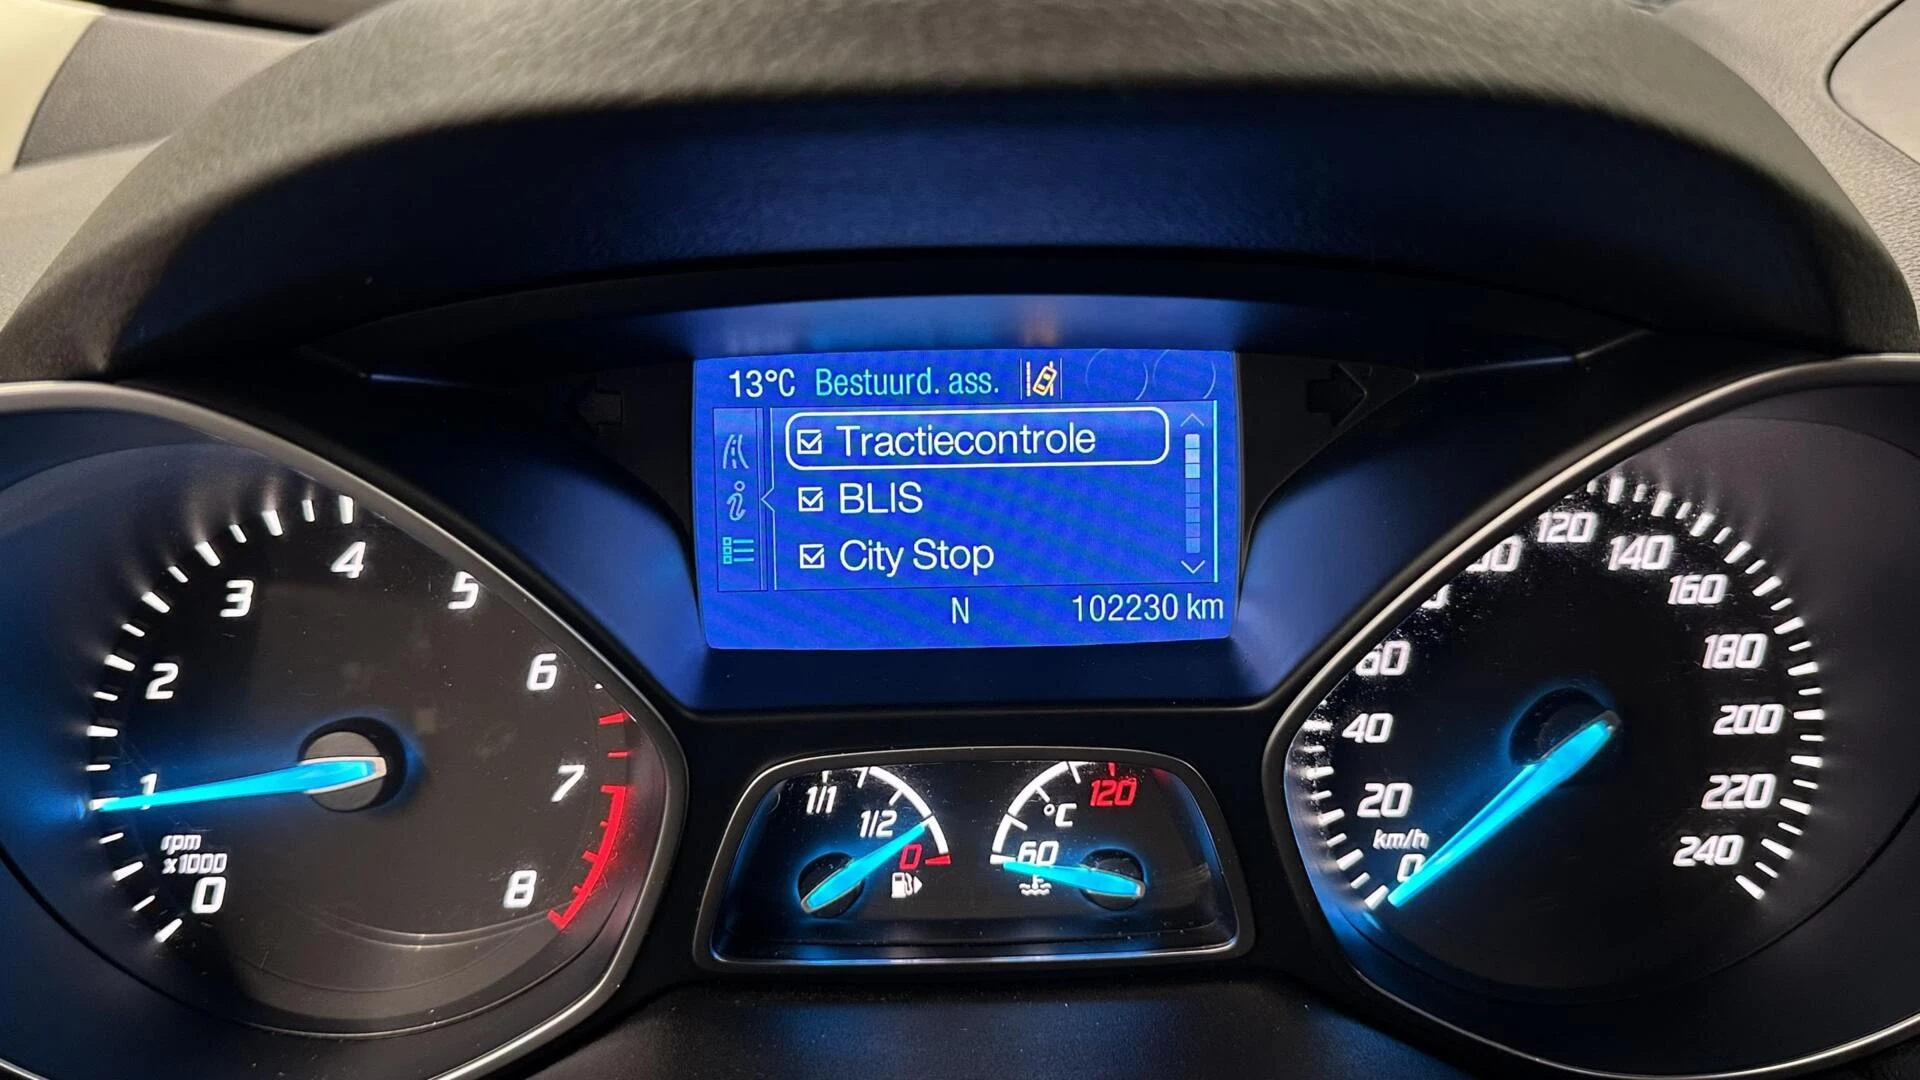 13°C Bestuurd. ass.
Tractiecontrole
BLIS
City Stop
N 102230 km
1 2 3 4 5 6 7 8
rpm
x1000
0
1/1
1/2
0
°C
120
60
120
140
160
180
200
220
240
60
40
20
km/h
0